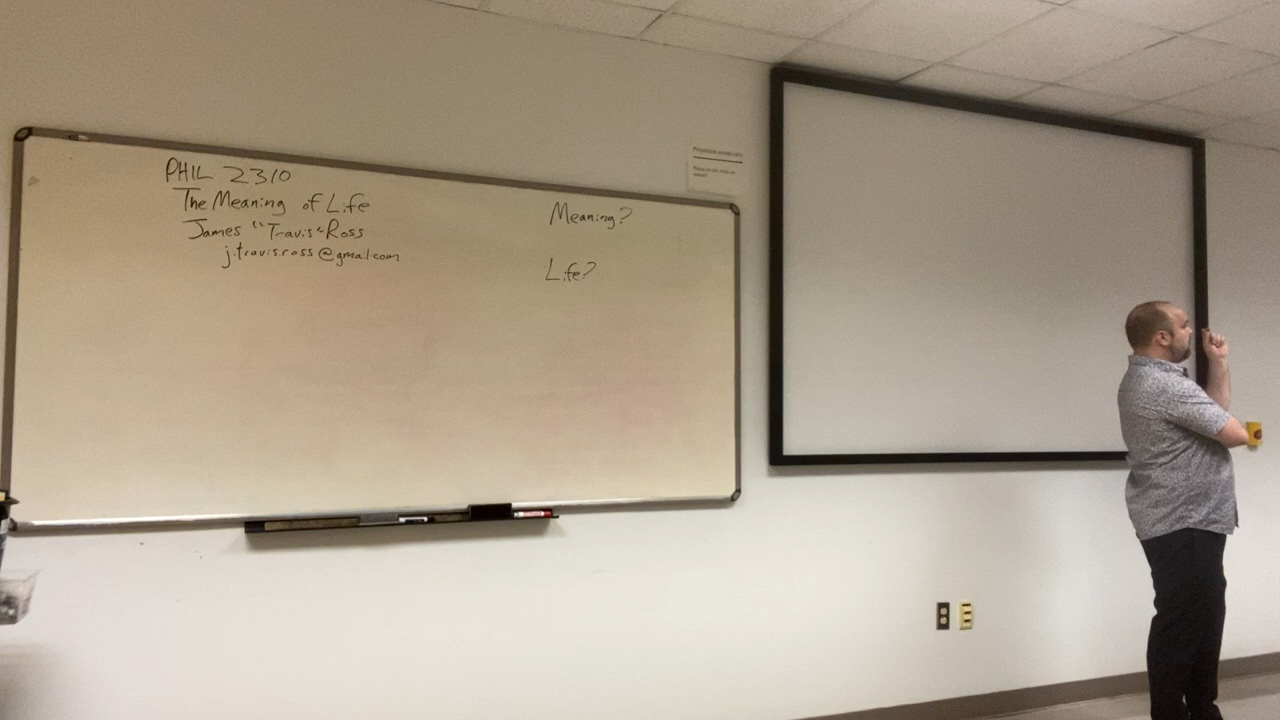 PHIL 2310
The Meaning of Life
James "Travis" Ross
j.travis.ross@gmail.com
Meaning?
Life?